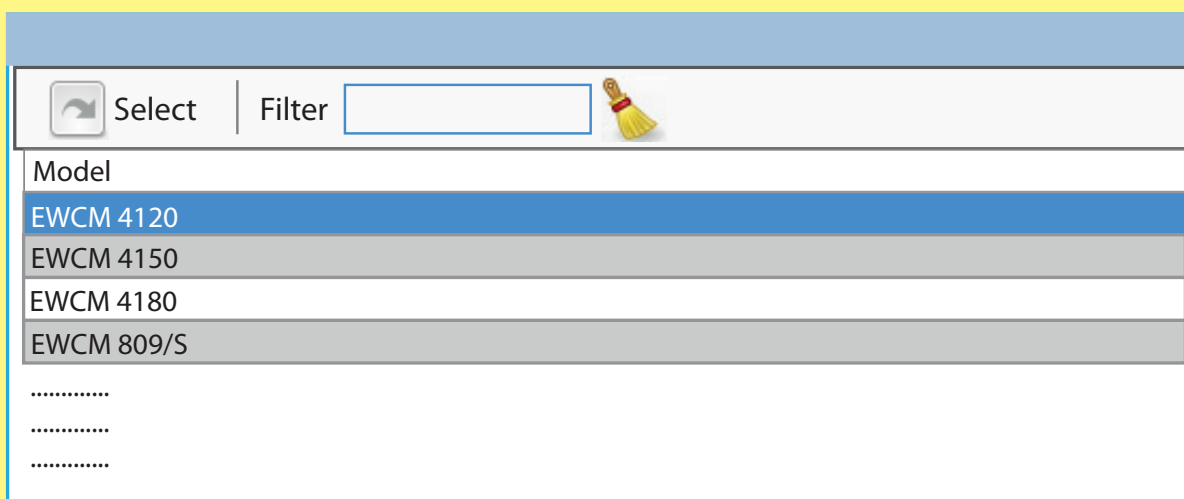 Select Filter
Model
EWCM 4120
EWCM 4150
EWCM 4180
EWCM 809/S
.............
.............
.............